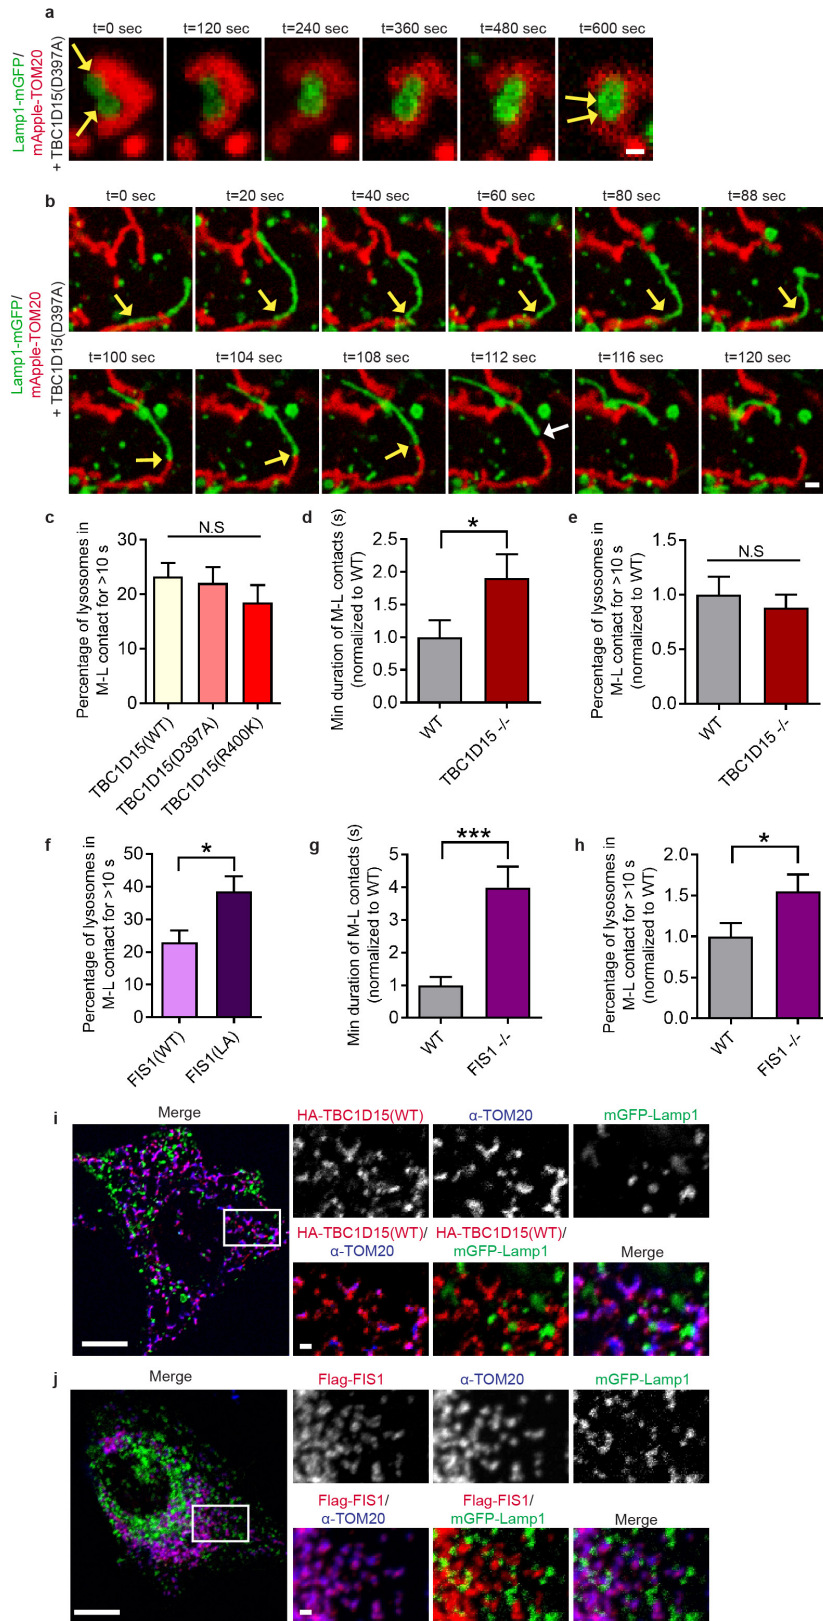 a
t=0 sec t=120 sec t=240 sec t=360 sec t=480 sec t=600 sec
Lamp1-mGFP/
mApple-TOM20
+ TBC1D15(D397A)
b
t=0 sec t=20 sec t=40 sec t=60 sec t=80 sec t=88 sec
Lamp1-mGFP/
mApple-TOM20
+ TBC1D15(D397A)
t=100 sec t=104 sec t=108 sec t=112 sec t=116 sec t=120 sec
c
Percentage of lysosomes in
M-L contact for >10 s
30
20
10
0
N.S
TBC1D15(WT)
TBC1D15(D397A)
TBC1D15(R400K)
d
Min duration of M-L contacts (s)
(normalized to WT)
2.5
2.0
1.5
1.0
0.5
0.0
*
WT
TBC1D15 -/-
e
Percentage of lysosomes in
M-L contact for >10 s
(normalized to WT)
1.5
1.0
0.5
0.0
N.S
WT
TBC1D15 -/-
f
Percentage of lysosomes in
M-L contact for >10 s
50
40
30
20
10
0
*
FIS1(WT)
FIS1(LA)
g
Min duration of M-L contacts (s)
(normalized to WT)
5
4
3
2
1
0
***
WT
FIS1 -/-
h
Percentage of lysosomes in
M-L contact for >10 s
(normalized to WT)
2.0
1.5
1.0
0.5
0.0
*
WT
FIS1 -/-
i
Merge
HA-TBC1D15(WT) α-TOM20 mGFP-Lamp1
HA-TBC1D15(WT)/
α-TOM20
HA-TBC1D15(WT)/
mGFP-Lamp1
Merge
j
Merge
Flag-FIS1 α-TOM20 mGFP-Lamp1
Flag-FIS1/
α-TOM20
Flag-FIS1/
mGFP-Lamp1
Merge